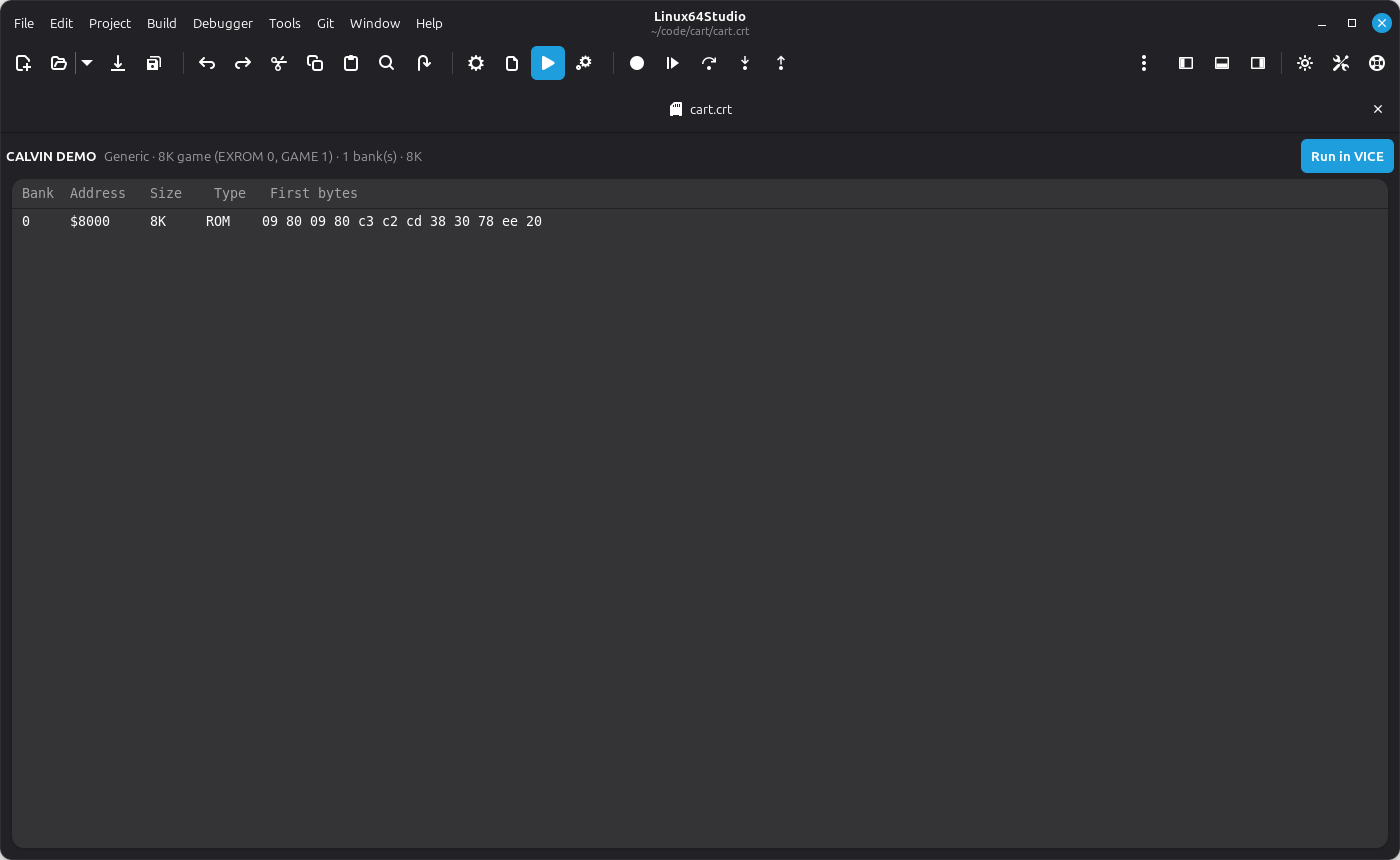 File Edit Project Build Debugger Tools Git Window Help
Linux64Studio
~/code/cart/cart.crt
cart.crt
CALVIN DEMO Generic · 8K game (EXROM 0, GAME 1) · 1 bank(s) · 8K
Run in VICE
Bank Address Size Type First bytes
0 $8000 8K ROM 09 80 09 80 c3 c2 cd 38 30 78 ee 20